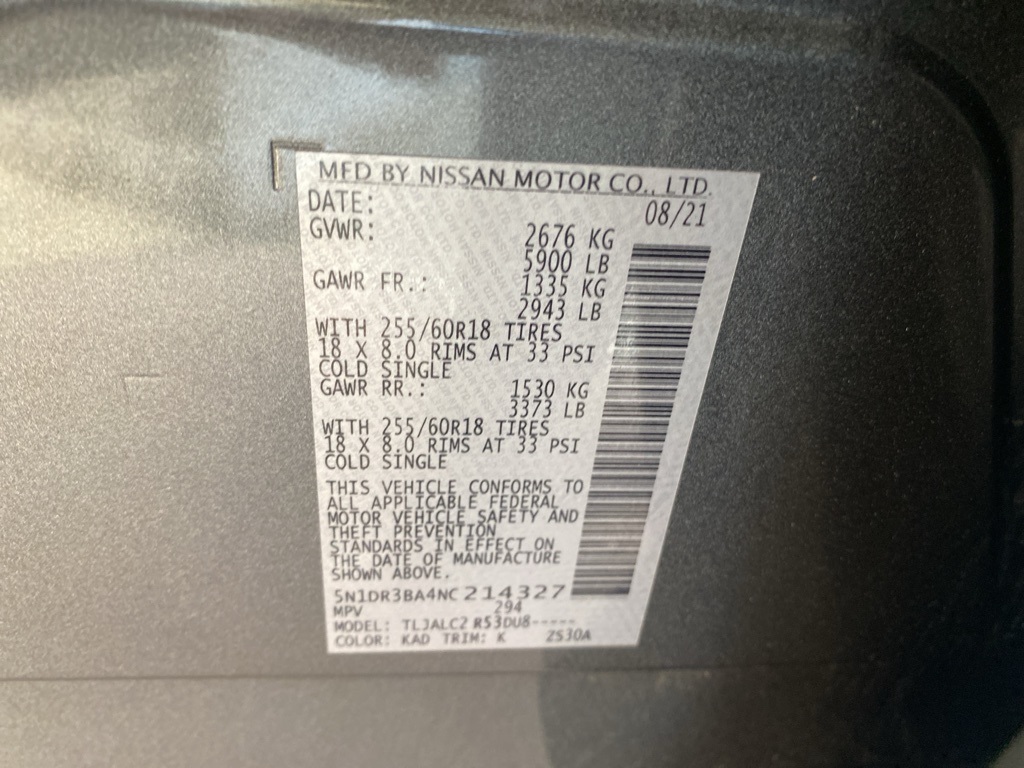 MFD BY NISSAN MOTOR CO., LTD.
DATE: 08/21
GVWR: 2676 KG
5900 LB
GAWR FR.: 1335 KG
2943 LB
WITH 255/60R18 TIRES
18 X 8.0 RIMS AT 33 PSI
COLD SINGLE
GAWR RR.: 1530 KG
3373 LB
WITH 255/60R18 TIRES
18 X 8.0 RIMS AT 33 PSI
COLD SINGLE
THIS VEHICLE CONFORMS TO
ALL APPLICABLE FEDERAL
MOTOR VEHICLE SAFETY AND
THEFT PREVENTION
STANDARDS IN EFFECT ON
THE DATE OF MANUFACTURE
SHOWN ABOVE.
5N1DR3BA4NC214327
MPV 294
MODEL: TLJALC2 R53DU8-----
COLOR: KAD TRIM: K ZS30A